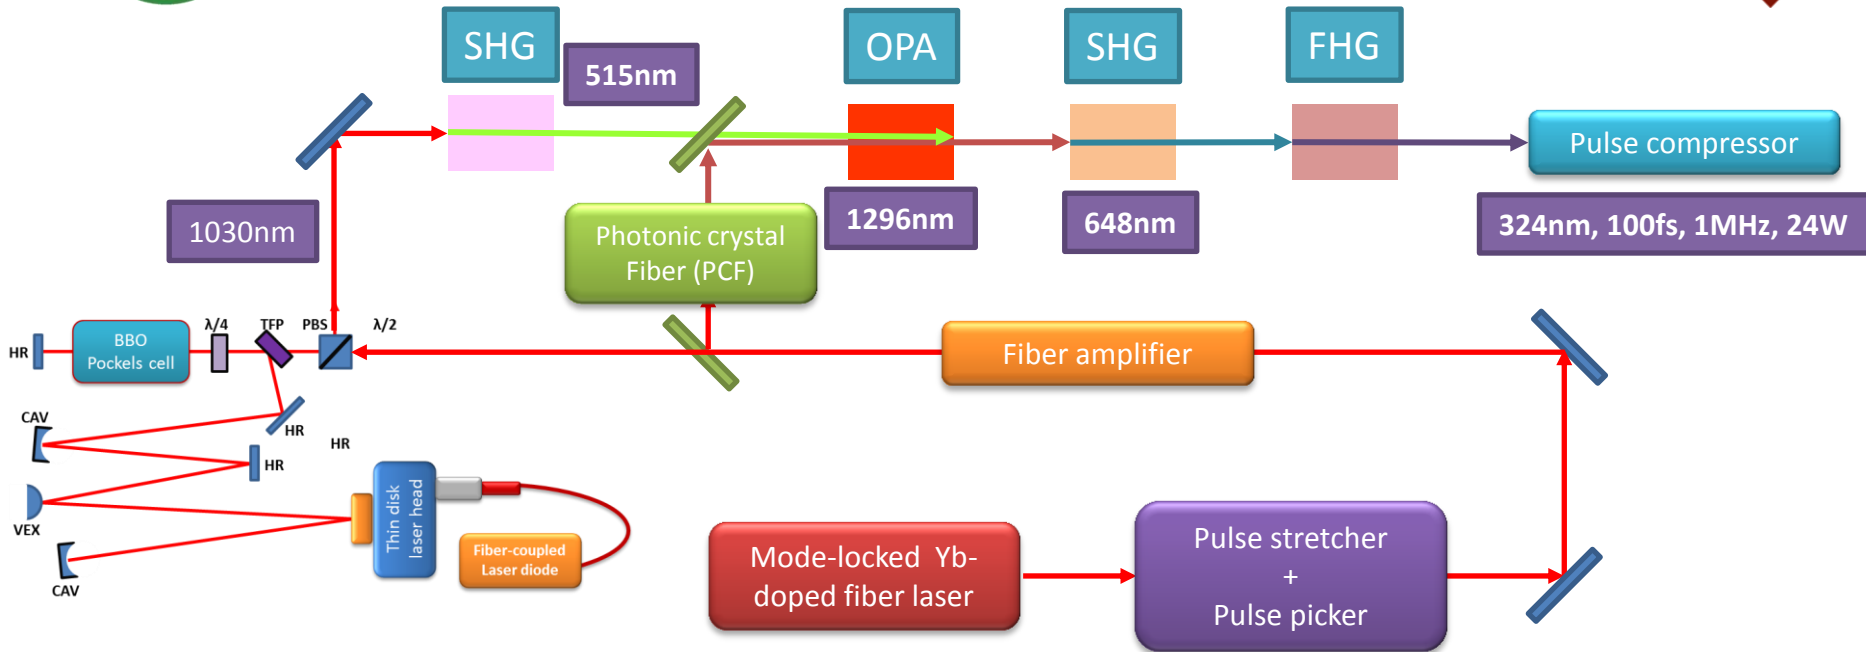 SHG
515nm
OPA
SHG
FHG
Pulse compressor
1030nm
Photonic crystal
Fiber (PCF)
1296nm
648nm
324nm, 100fs, 1MHz, 24W
HR
BBO
Pockels cell
λ/4
TFP
PBS
λ/2
Fiber amplifier
CAV
HR
HR
HR
VEX
CAV
Thin disk
laser head
Fiber-coupled
Laser diode
Mode-locked Yb-
doped fiber laser
Pulse stretcher
+
Pulse picker